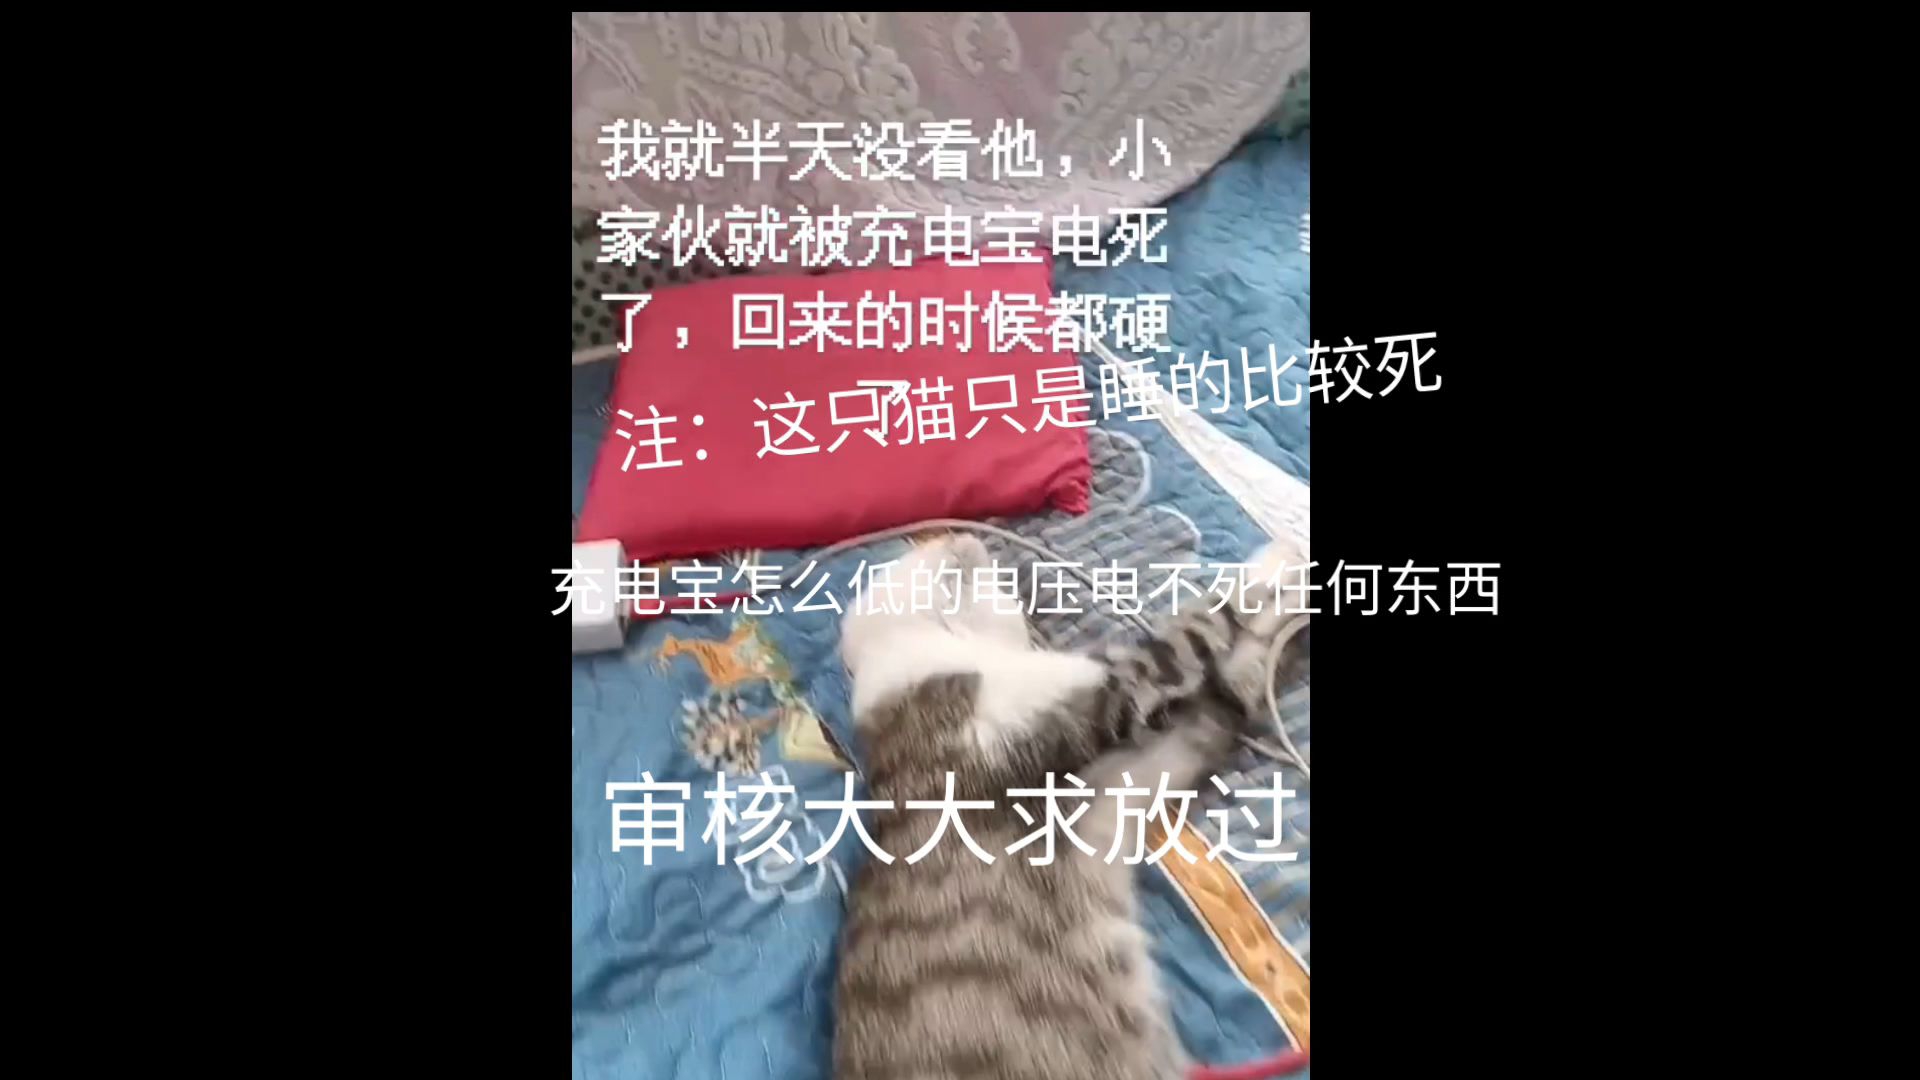 我就半天没看他，小
家伙就被充电宝电死
了，回来的时候都硬
了
注：这只猫只是睡的比较死
充电宝怎么低的电压电不死任何东西
审核大大求放过